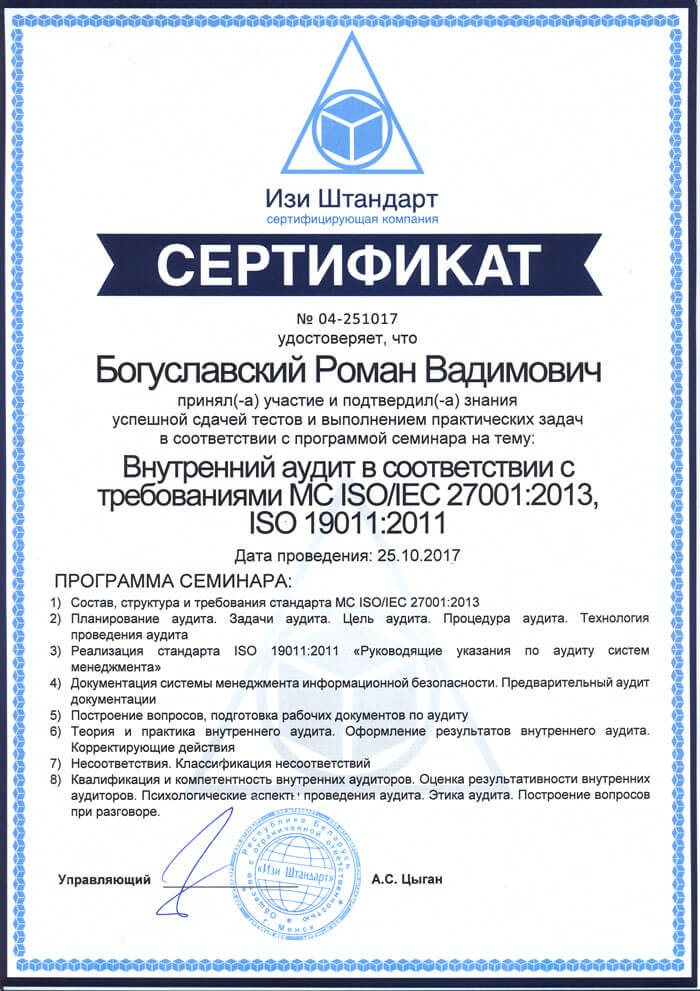 Изи Штандарт
сертифицирующая компания
СЕРТИФИКАТ
№ 04-251017
удостоверяет, что
Богуславский Роман Вадимович
принял(-а) участие и подтвердил(-а) знания
успешной сдачей тестов и выполнением практических задач
в соответствии с программой семинара на тему:
Внутренний аудит в соответствии с
требованиями МС ISO/IEC 27001:2013,
ISO 19011:2011
Дата проведения: 25.10.2017
ПРОГРАММА СЕМИНАРА:
1) Состав, структура и требования стандарта МС ISO/IEC 27001:2013
2) Планирование аудита. Задачи аудита. Цель аудита. Процедура аудита. Технология
проведения аудита
3) Реализация стандарта ISO 19011:2011 «Руководящие указания по аудиту систем
менеджмента»
4) Документация системы менеджмента информационной безопасности. Предварительный аудит
документации
5) Построение вопросов, подготовка рабочих документов по аудиту
6) Теория и практика внутреннего аудита. Оформление результатов внутреннего аудита.
Корректирующие действия
7) Несоответствия. Классификация несоответствий
8) Квалификация и компетентность внутренних аудиторов. Оценка результативности внутренних
аудиторов. Психологические аспекты проведения аудита. Этика аудита. Построение вопросов
при разговоре.
Управляющий
А.С. Цыган
Республика Беларусь
Общество с ограниченной ответственностью
«Изи Штандарт»
г. Минск